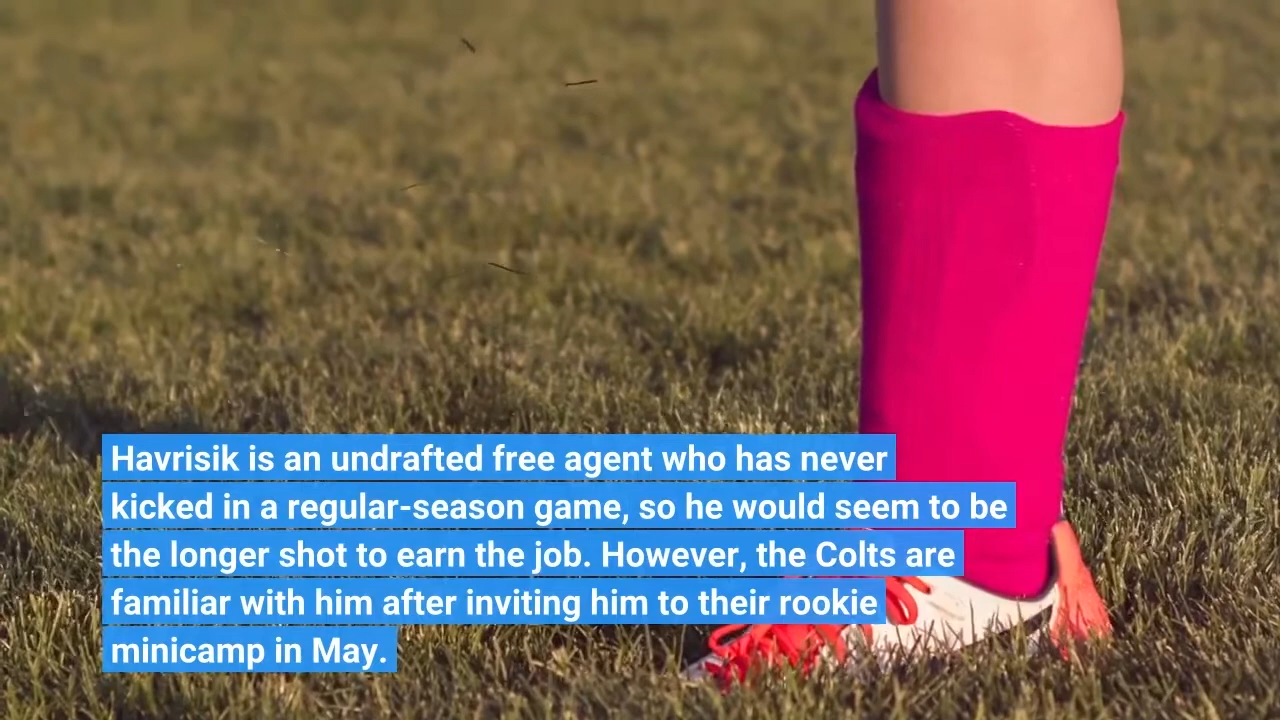 Havrisik is an undrafted free agent who has never
kicked in a regular-season game, so he would seem to be
the longer shot to earn the job. However, the Colts are
familiar with him after inviting him to their rookie
minicamp in May.